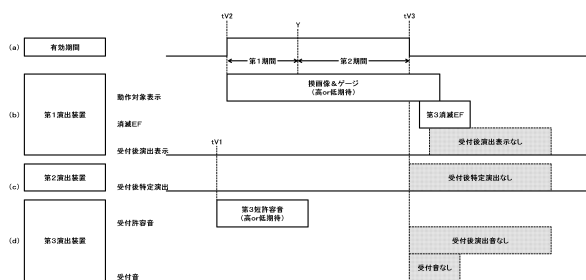 tV2
Y
tV3
(a)
有効期間
第1期間
第2期間
操画像＆ゲージ
(高or低期待)
動作対象表示
(b)
第1演出装置
消滅EF
第3消滅EF
受付後演出表示
受付後演出表示なし
tV1
(c)
第2演出装置
受付後特定演出
受付後特定演出なし
第3短許容音
(高or低期待)
受付許容音
(d)
第3演出装置
受付後演出音なし
受付音
受付音なし